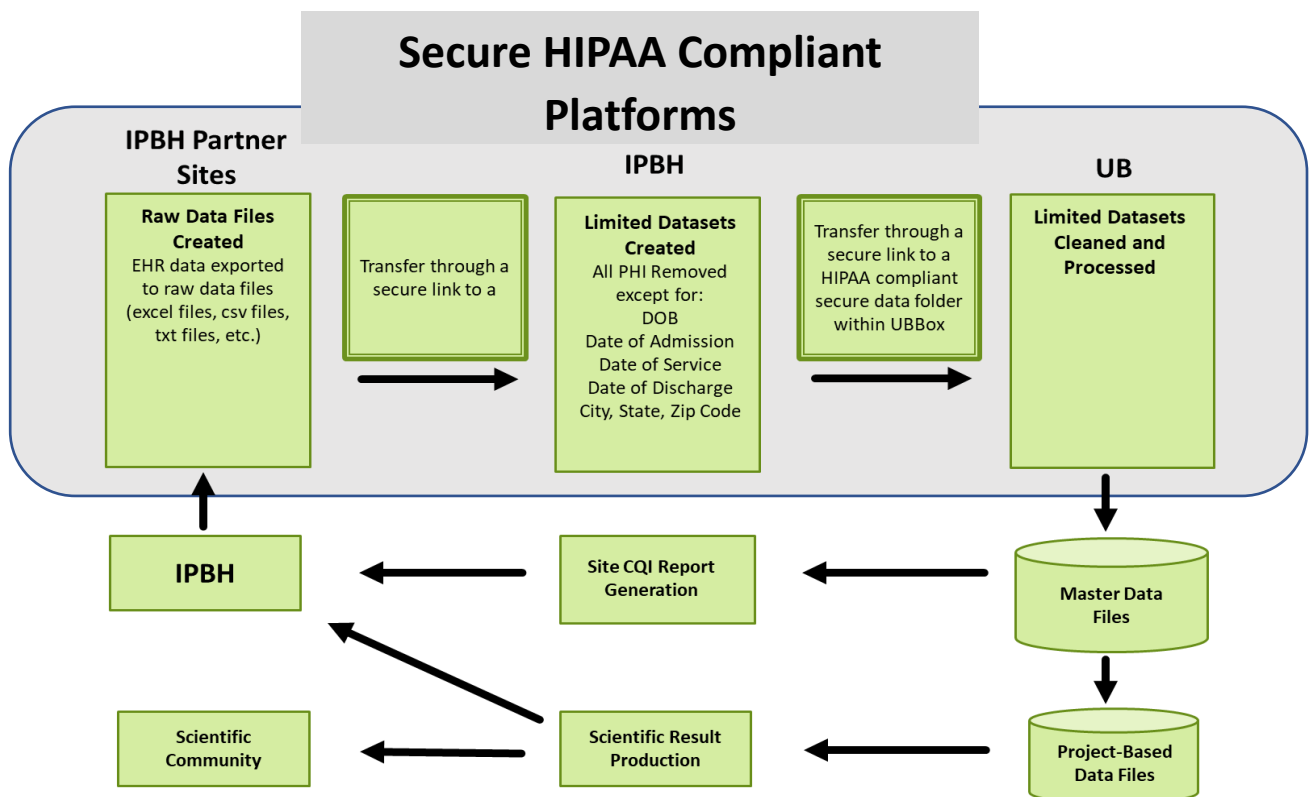 Secure HIPAA Compliant
Platforms
IPBH Partner
Sites
Raw Data Files
Created
EHR data exported
to raw data files
(excel files, csv files,
txt files, etc.)
Transfer through a
secure link to a
IPBH
Limited Datasets
Created
All PHI Removed
except for:
DOB
Date of Admission
Date of Service
Date of Discharge
City, State, Zip Code
Transfer through a
secure link to a
HIPAA compliant
secure data folder
within UBBox
UB
Limited Datasets
Cleaned and
Processed
IPBH
Site CQI Report
Generation
Master Data
Files
Scientific
Community
Scientific Result
Production
Project-Based
Data Files